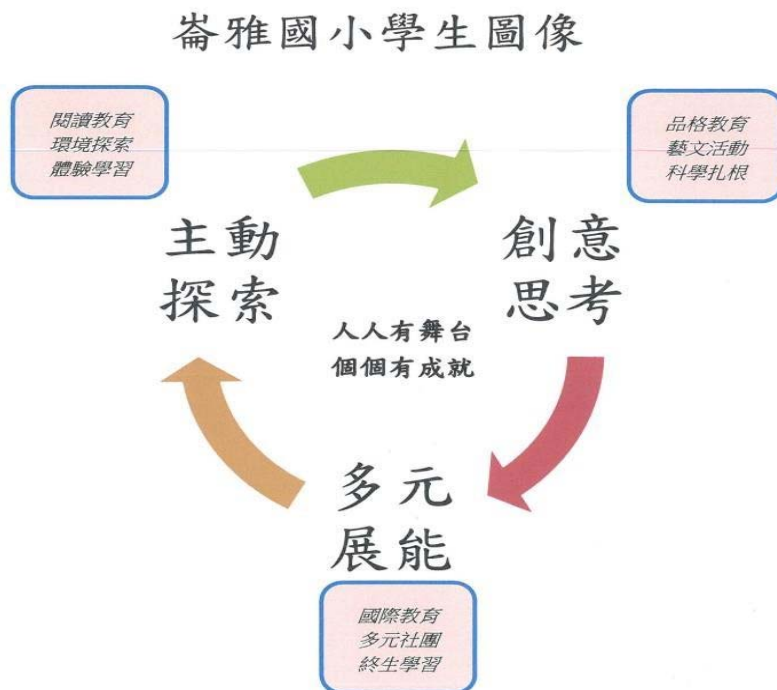 崙雅國小學生圖像
閱讀教育
環境探索
體驗學習
品格教育
藝文活動
科學扎根
主動
探索
創意
思考
人人有舞台
個個有成就
多元
展能
國際教育
多元社團
終生學習